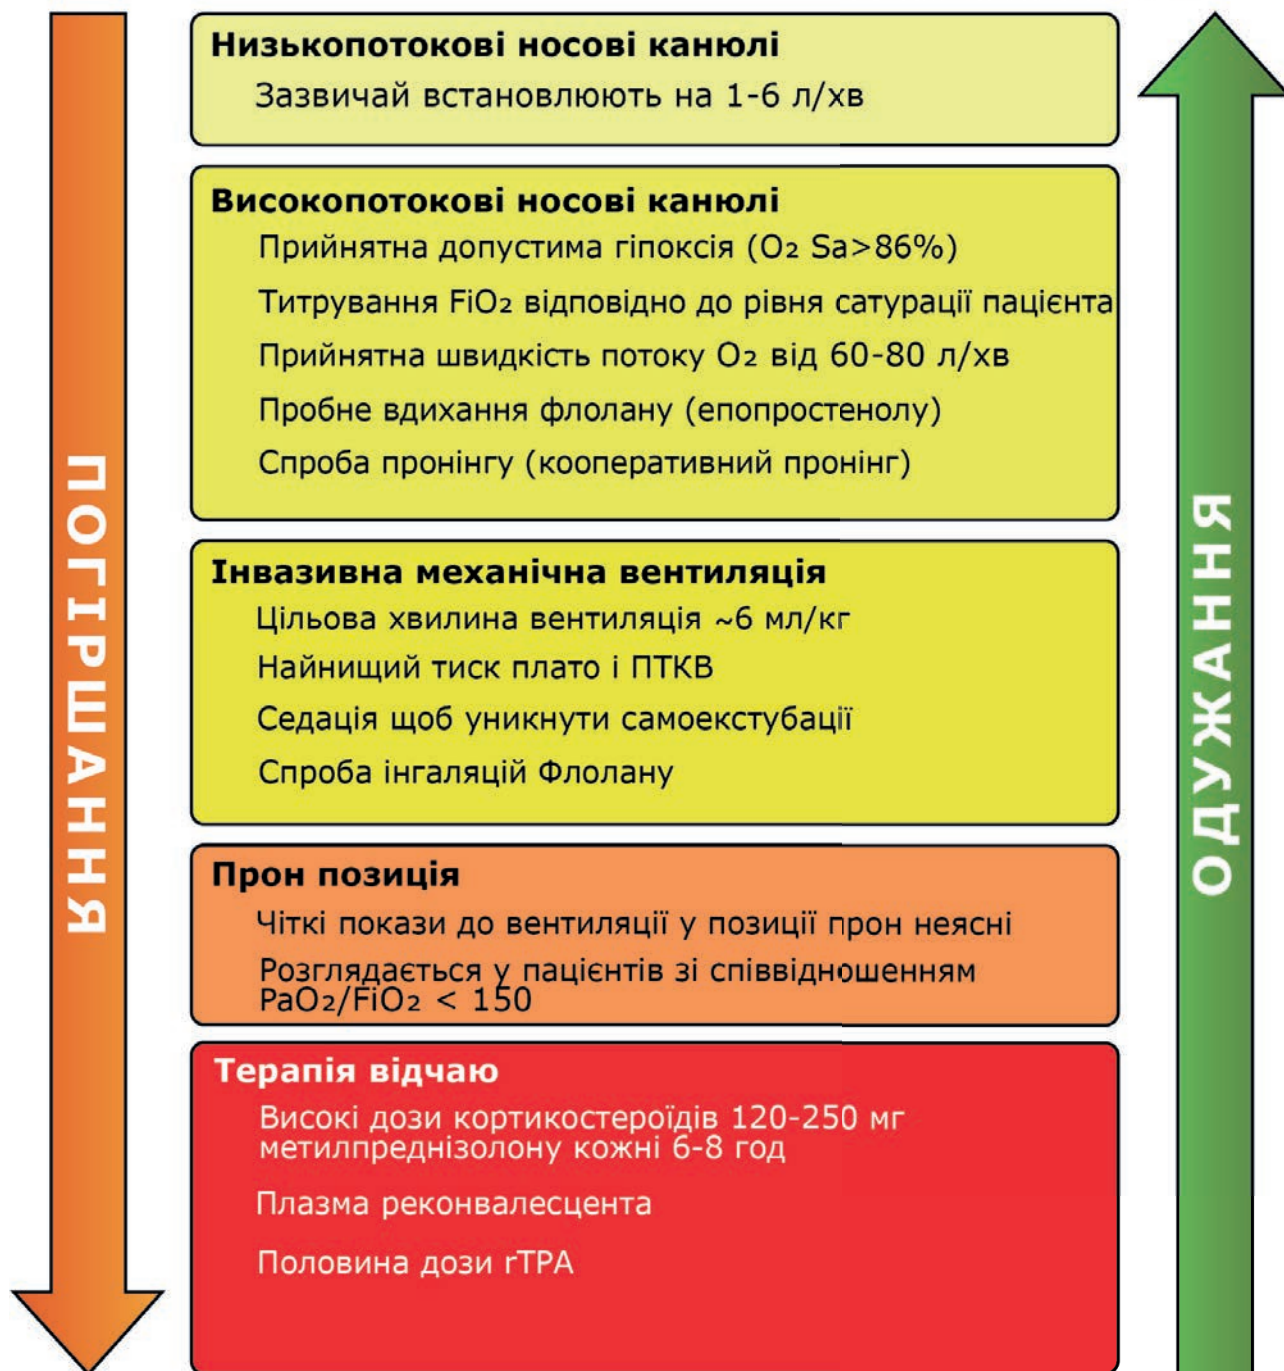 Низькопотокові носові канюлі
Зазвичай встановлюють на 1-6 л/хв
Високопотокові носові канюлі
Прийнятна допустима гіпоксія (O₂ Sa>86%)
Титрування FiO₂ відповідно до рівня сатурації пацієнта
Прийнятна швидкість потоку O₂ від 60-80 л/хв
Пробне вдихання флолану (епопростенолу)
Спроба пронінгу (кооперативний пронінг)
Інвазивна механічна вентиляція
Цільова хвилина вентиляція ~6 мл/кг
Найнищий тиск плато і ПТКВ
Седація щоб уникнути самоекстубації
Спроба інгаляцій Флолану
Прон позиція
Чіткі покази до вентиляції у позиції прон неясні
Розглядається у пацієнтів зі співвідношенням
PaO₂/FiO₂ < 150
Терапія відчаю
Високі дози кортикостероїдів 120-250 мг
метилпреднізолону кожні 6-8 год
Плазма реконвалесцента
Половина дози rTPA
ПОГІРШАННЯ
ОДУЖАННЯ